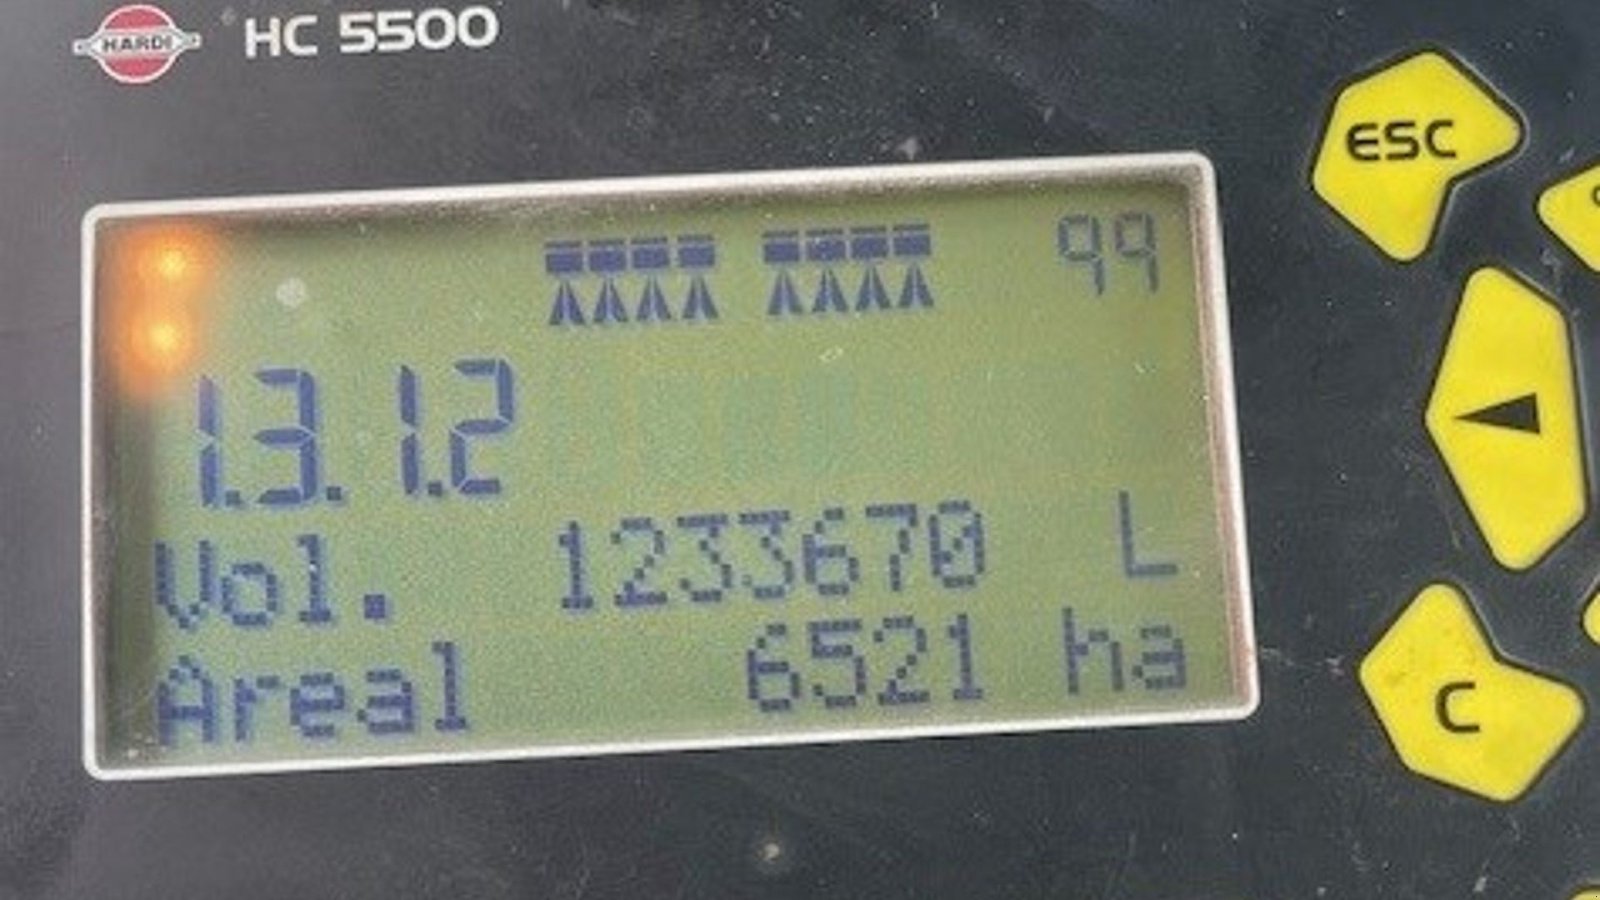 HARDI HC 5500
ESC
99
1.3.1.2
Vol. 1233670 L
Areal 6521 ha
C